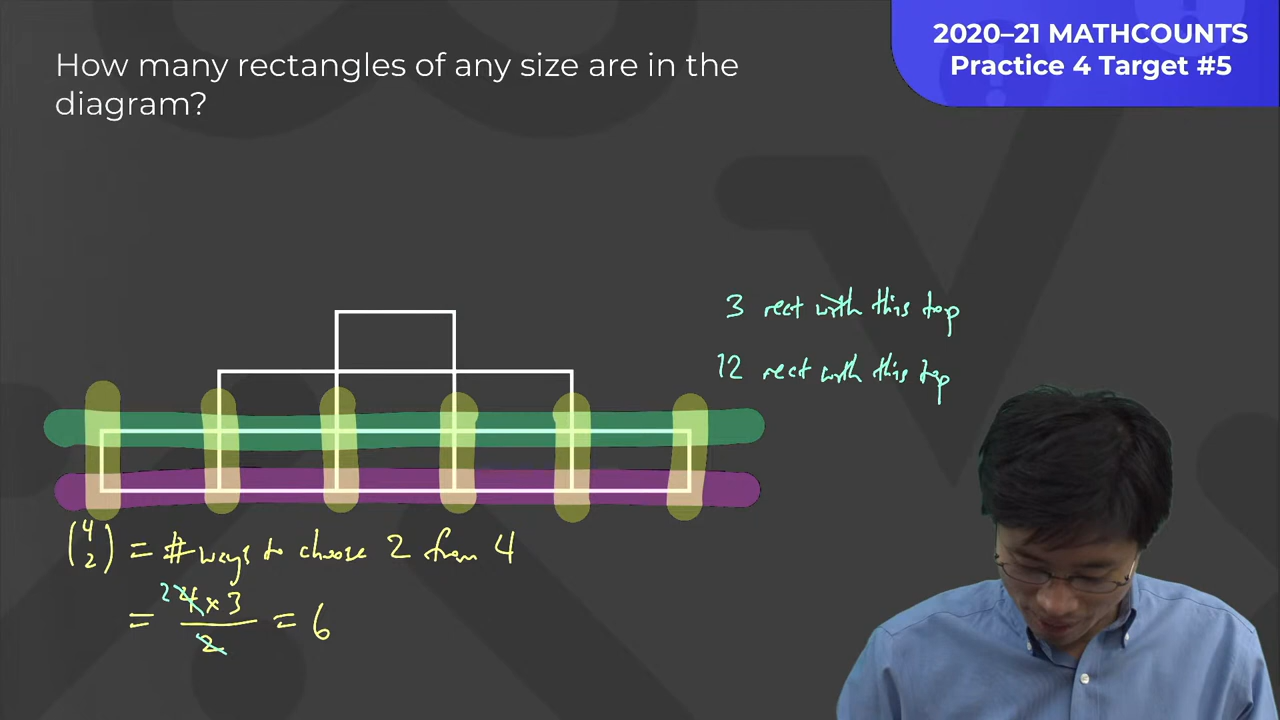 2020–21 MATHCOUNTS
Practice 4 Target #5
How many rectangles of any size are in the
diagram?
3 rect with this top
12 rect with this top
(4 2) = # ways to choose 2 from 4
= 2 4 × 3 / 2 = 6